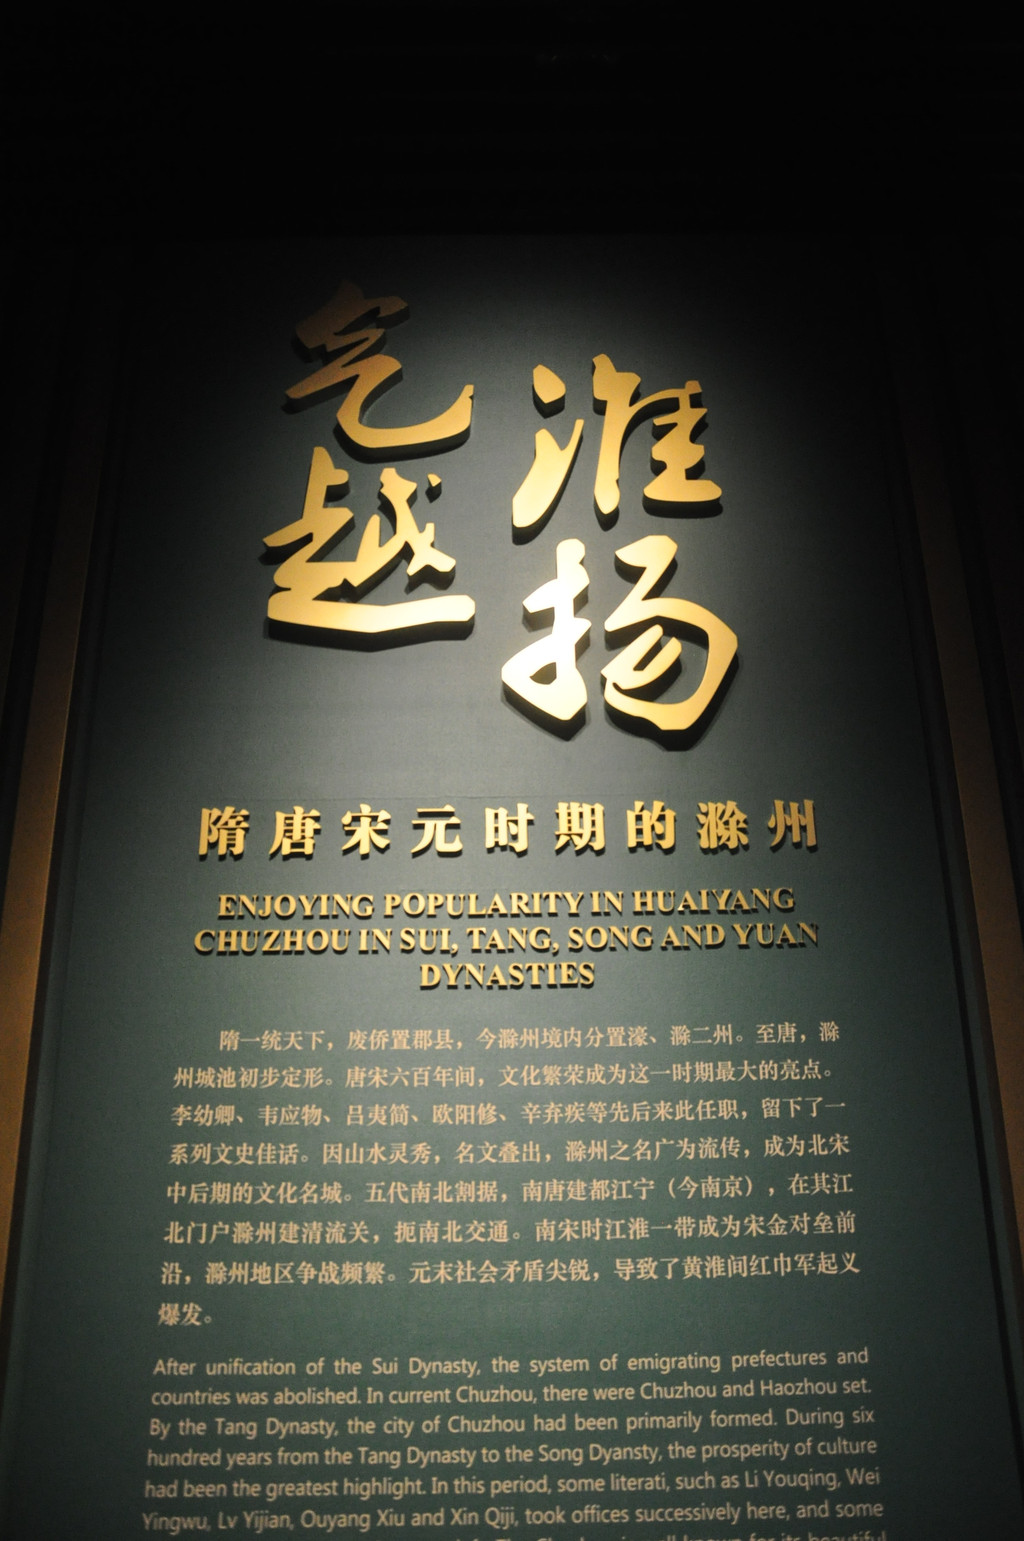 气越
淮扬
隋唐宋元时期的滁州
ENJOYING POPULARITY IN HUAIYANG
CHUZHOU IN SUI, TANG, SONG AND YUAN
DYNASTIES
隋一统天下，废侨置郡县，今滁州境内分置濠、滁二州。至唐，滁
州城池初步定形。唐宋六百年间，文化繁荣成为这一时期最大的亮点。
李幼卿、韦应物、吕夷简、欧阳修、辛弃疾等先后来此任职，留下了一
系列文史佳话。因山水灵秀，名文叠出，滁州之名广为流传，成为北宋
中后期的文化名城。五代南北割据，南唐建都江宁（今南京），在其江
北门户滁州建清流关，扼南北交通。南宋时江淮一带成为宋金对垒前
沿，滁州地区争战频繁。元末社会矛盾尖锐，导致了黄淮间红巾军起义
爆发。
After unification of the Sui Dynasty, the system of emigrating prefectures and
countries was abolished. In current Chuzhou, there were Chuzhou and Haozhou set.
By the Tang Dynasty, the city of Chuzhou had been primarily formed. During six
hundred years from the Tang Dynasty to the Song Dyansty, the prosperity of culture
had been the greatest highlight. In this period, some literati, such as Li Youqing, Wei
Yingwu, Lv Yijian, Ouyang Xiu and Xin Qiji, took offices successively here, and some